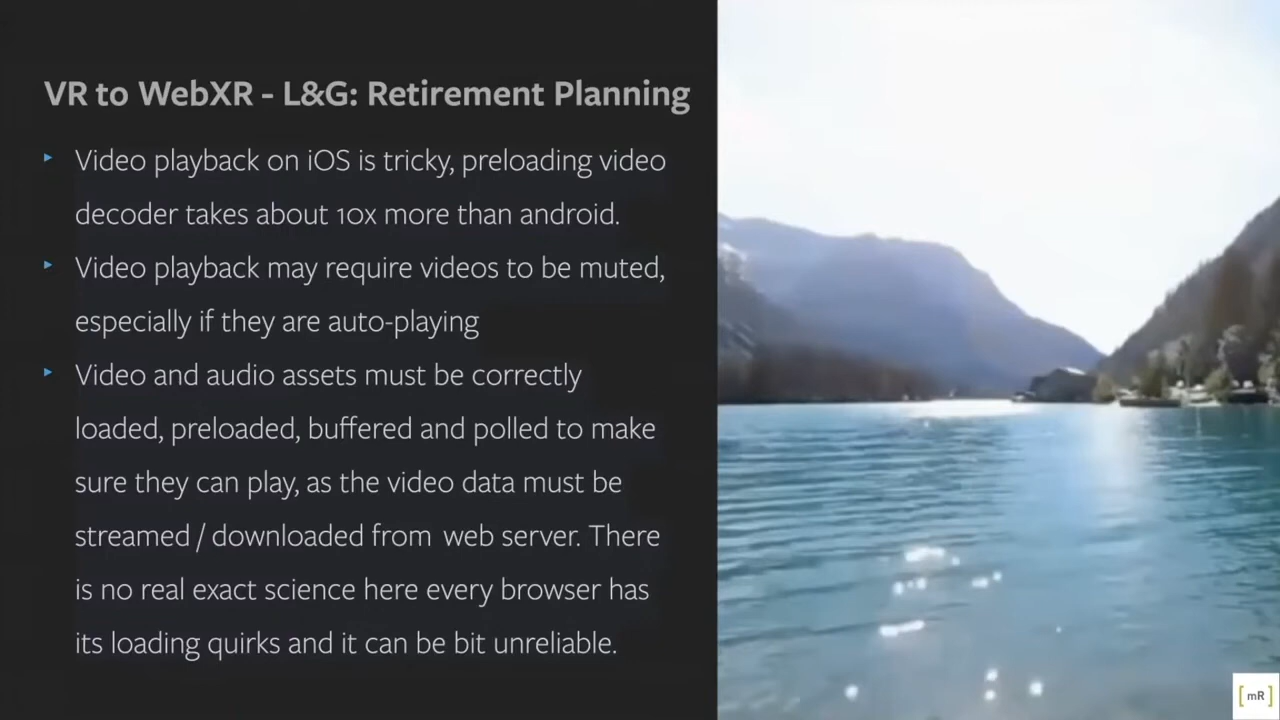 VR to WebXR - L&G: Retirement Planning
Video playback on iOS is tricky, preloading video
decoder takes about 10x more than android.
Video playback may require videos to be muted,
especially if they are auto-playing
Video and audio assets must be correctly
loaded, preloaded, buffered and polled to make
sure they can play, as the video data must be
streamed / downloaded from web server. There
is no real exact science here every browser has
its loading quirks and it can be bit unreliable.
[mR]